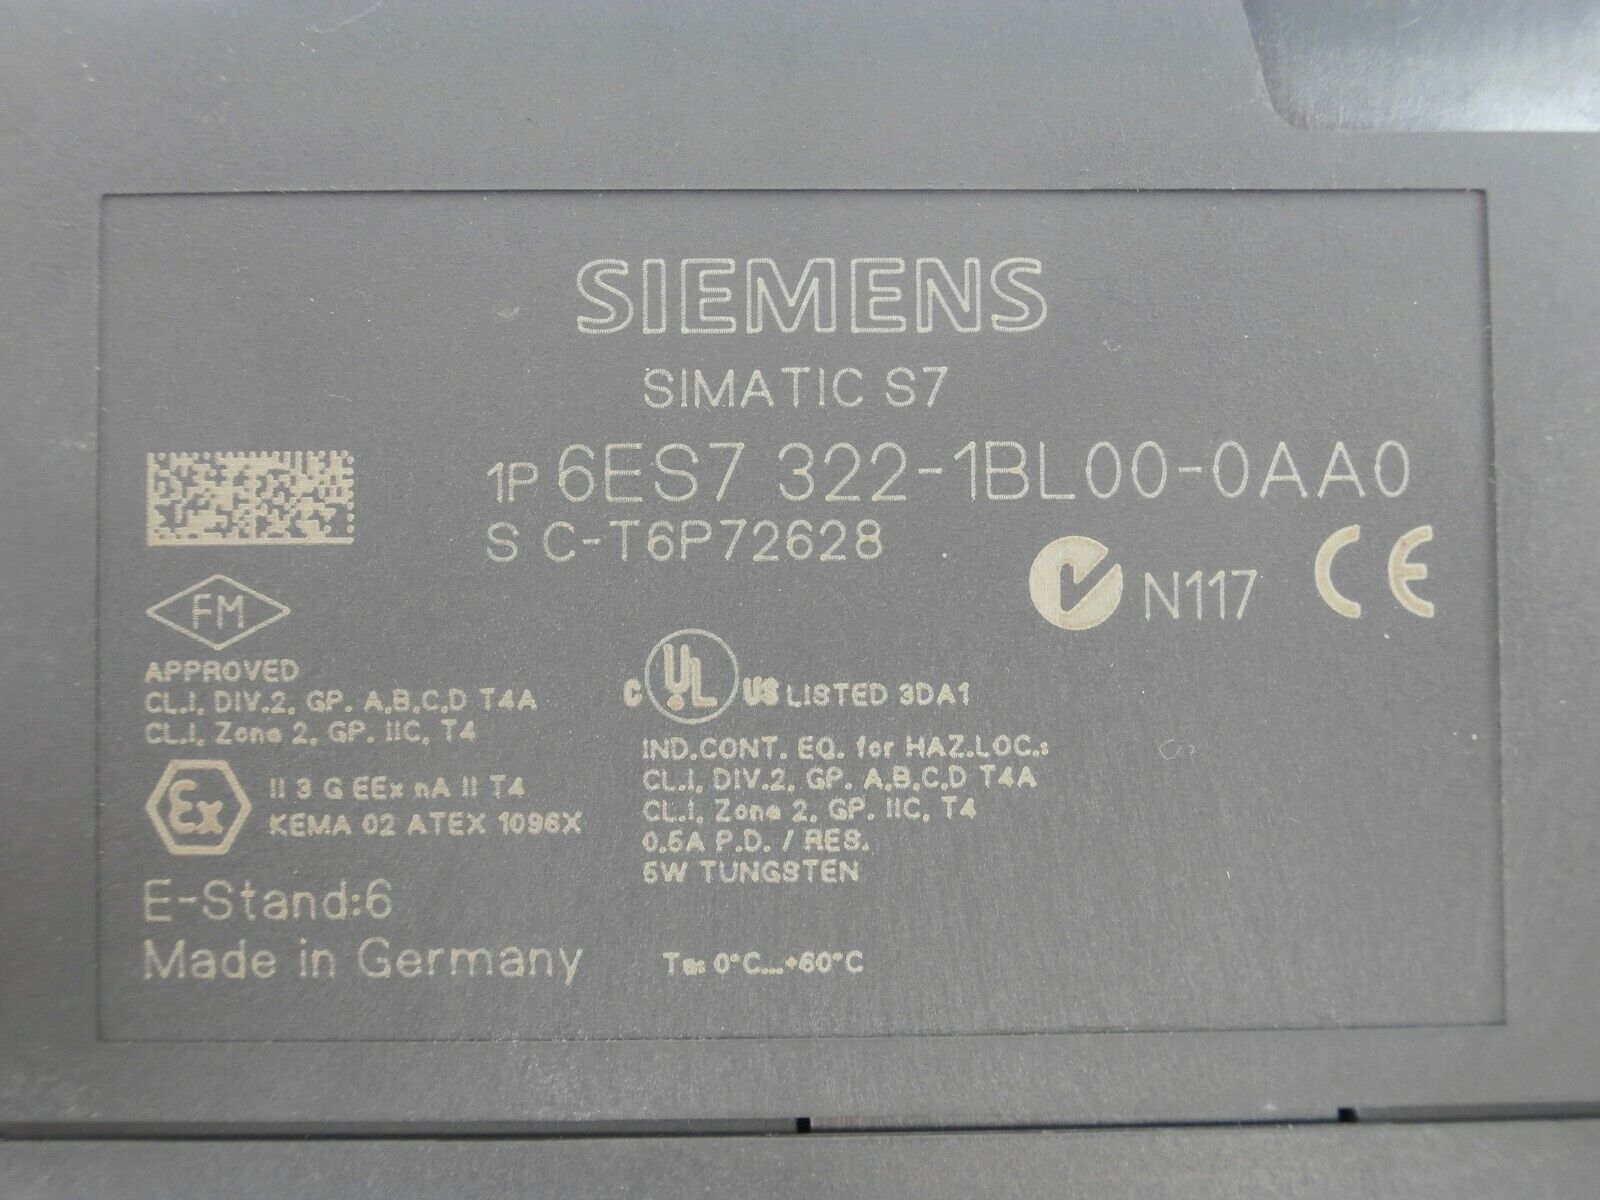 SIEMENS
SIMATIC S7
1P 6ES7 322-1BL00-0AA0
S C-T6P72628
N117 CE
FM
APPROVED
CL.I, DIV.2, GP. A,B,C,D T4A
CL.I, Zone 2, GP. IIC, T4
Ex II 3 G EEx nA II T4
KEMA 02 ATEX 1096X
E-Stand:6
Made in Germany
C UL US LISTED 3DA1
IND.CONT. EQ. for HAZ.LOC.:
CL.I, DIV.2, GP. A,B,C,D T4A
CL.I, Zone 2, GP. IIC, T4
0.5A P.D. / RES.
5W TUNGSTEN
Ta: 0°C...+60°C